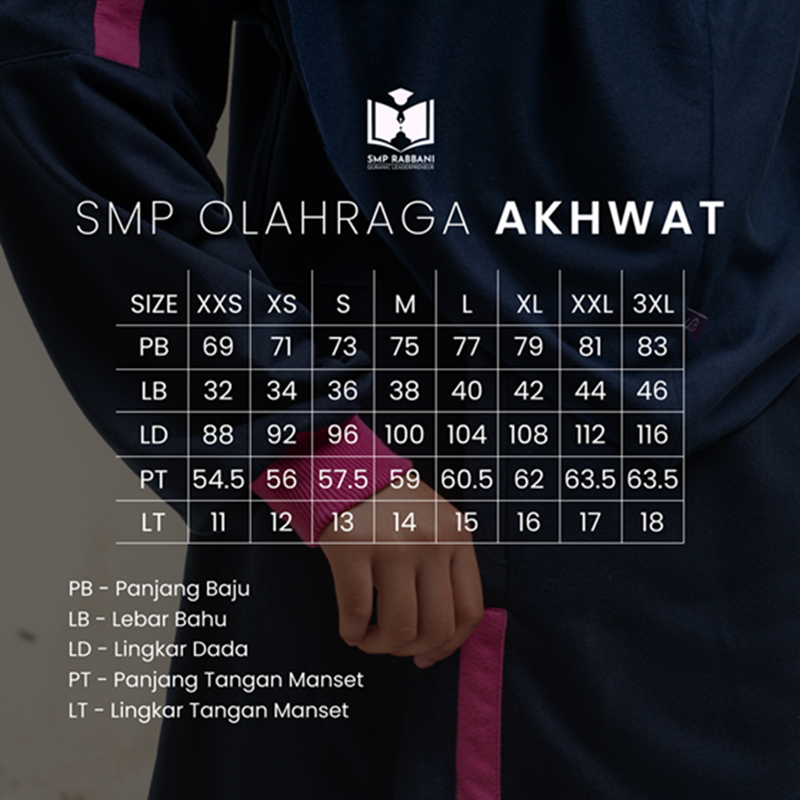 SMP RABBANI
QURANIC LEADERPRENEUR
SMP OLAHRAGA AKHWAT
SIZE XXS XS S M L XL XXL 3XL
PB 69 71 73 75 77 79 81 83
LB 32 34 36 38 40 42 44 46
LD 88 92 96 100 104 108 112 116
PT 54.5 56 57.5 59 60.5 62 63.5 63.5
LT 11 12 13 14 15 16 17 18
PB - Panjang Baju
LB - Lebar Bahu
LD - Lingkar Dada
PT - Panjang Tangan Manset
LT - Lingkar Tangan Manset